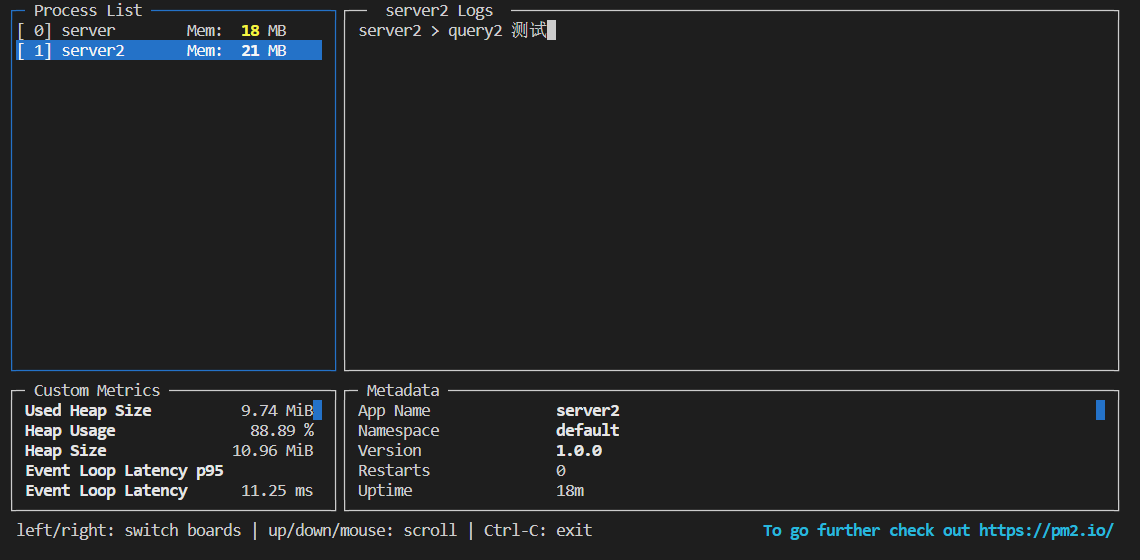 Process List
[ 0] server Mem: 18 MB
[ 1] server2 Mem: 21 MB
server2 Logs
server2 > query2 测试
Custom Metrics
Used Heap Size 9.74 MiB
Heap Usage 88.89 %
Heap Size 10.96 MiB
Event Loop Latency p95
Event Loop Latency 11.25 ms
Metadata
App Name server2
Namespace default
Version 1.0.0
Restarts 0
Uptime 18m
left/right: switch boards | up/down/mouse: scroll | Ctrl-C: exit To go further check out https://pm2.io/